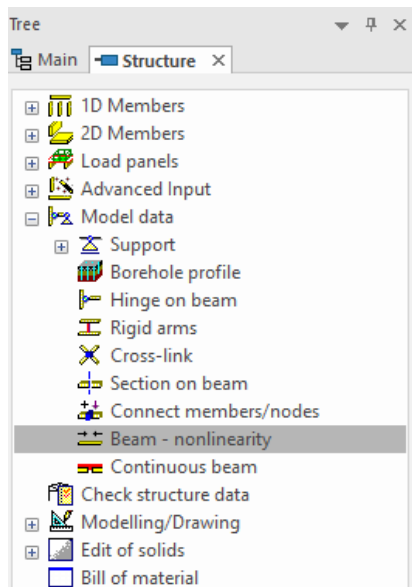 Tree
Main Structure
1D Members
2D Members
Load panels
Advanced Input
Model data
Support
Borehole profile
Hinge on beam
Rigid arms
Cross-link
Section on beam
Connect members/nodes
Beam - nonlinearity
Continuous beam
Check structure data
Modelling/Drawing
Edit of solids
Bill of material